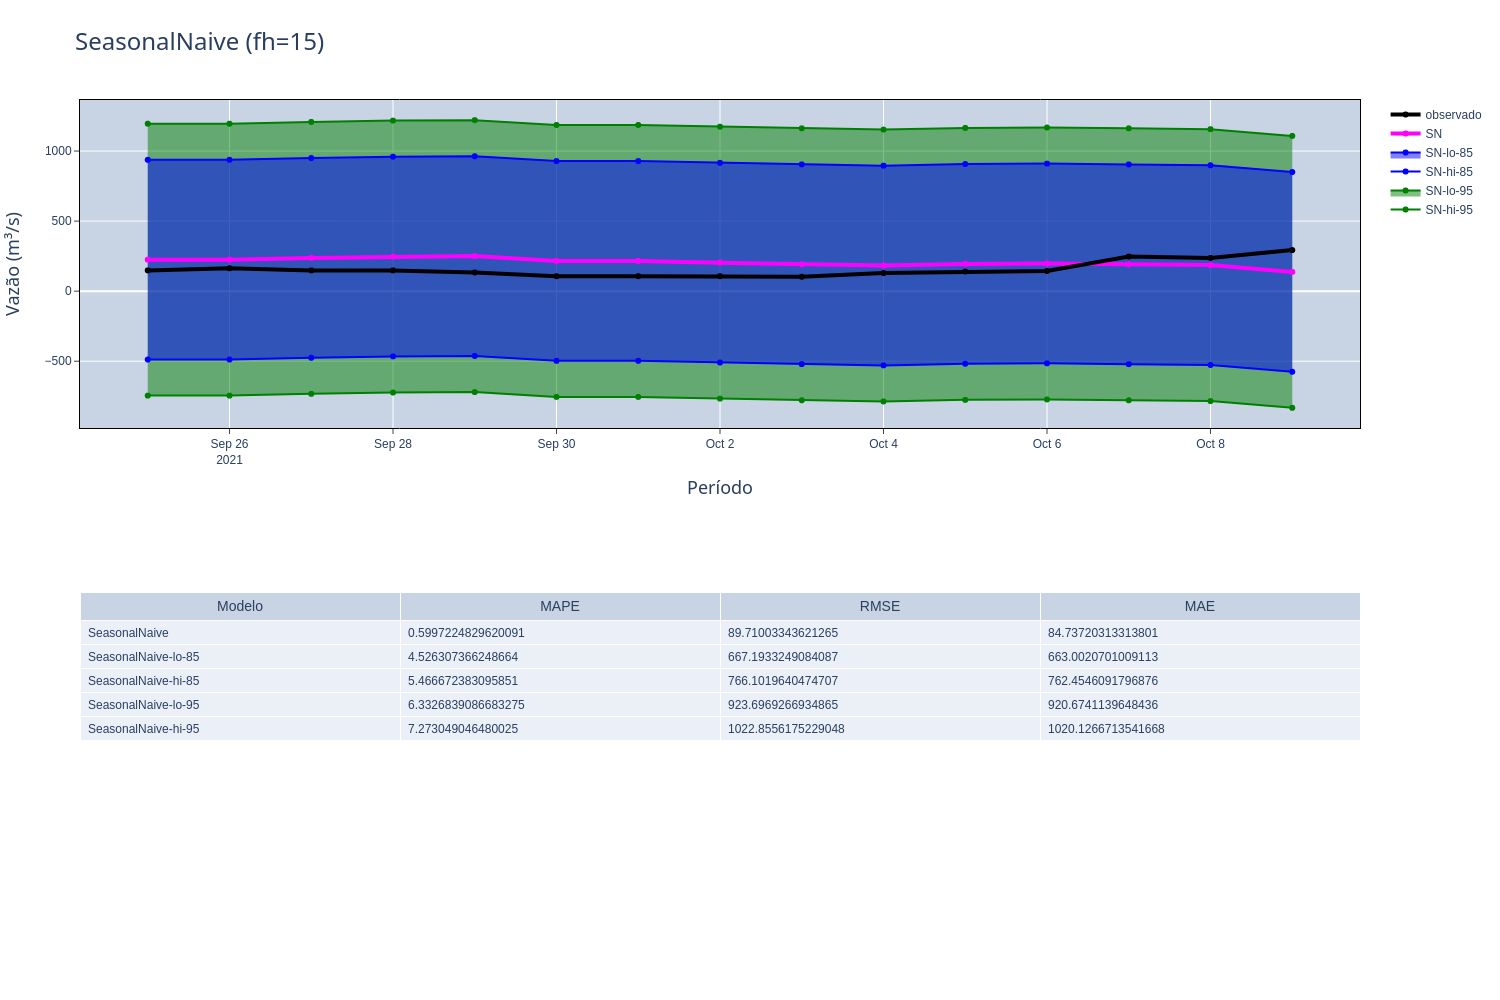 SeasonalNaive (fh=15)
observado
SN
SN-lo-85
SN-hi-85
SN-lo-95
SN-hi-95
Vazão (m³/s)
1000
500
0
−500
Sep 26 Sep 28 Sep 30 Oct 2 Oct 4 Oct 6 Oct 8
2021
Período
Modelo MAPE RMSE MAE
SeasonalNaive 0.5997224829620091 89.71003343621265 84.73720313313801
SeasonalNaive-lo-85 4.526307366248664 667.1933249084087 663.0020701009113
SeasonalNaive-hi-85 5.466672383095851 766.1019640474707 762.4546091796876
SeasonalNaive-lo-95 6.3326839086683275 923.6969266934865 920.6741139648436
SeasonalNaive-hi-95 7.273049046480025 1022.8556175229048 1020.1266713541668